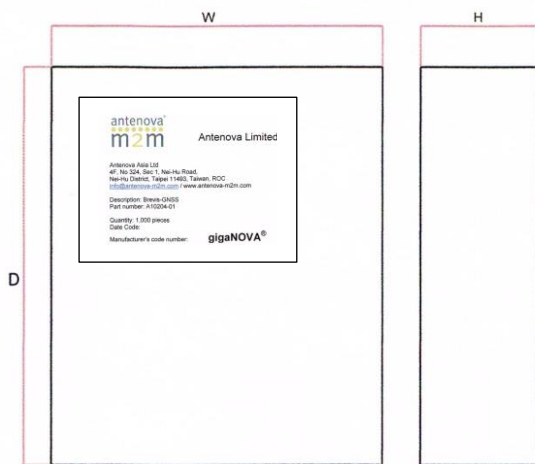 W
H
antenova
m2m
Antenova Limited
Antenova Asia Ltd
4F, No 324, Sec 1, Nei-Hu Road,
Nei-Hu District, Taipei 11493, Taiwan, ROC
info@antenova-m2m.com / www.antenova-m2m.com
Description: Brevis-GNSS
Part number: A10204-01
Quantity: 1,000 pieces
Date Code:
Manufacturer's code number:
gigaNOVA®
D